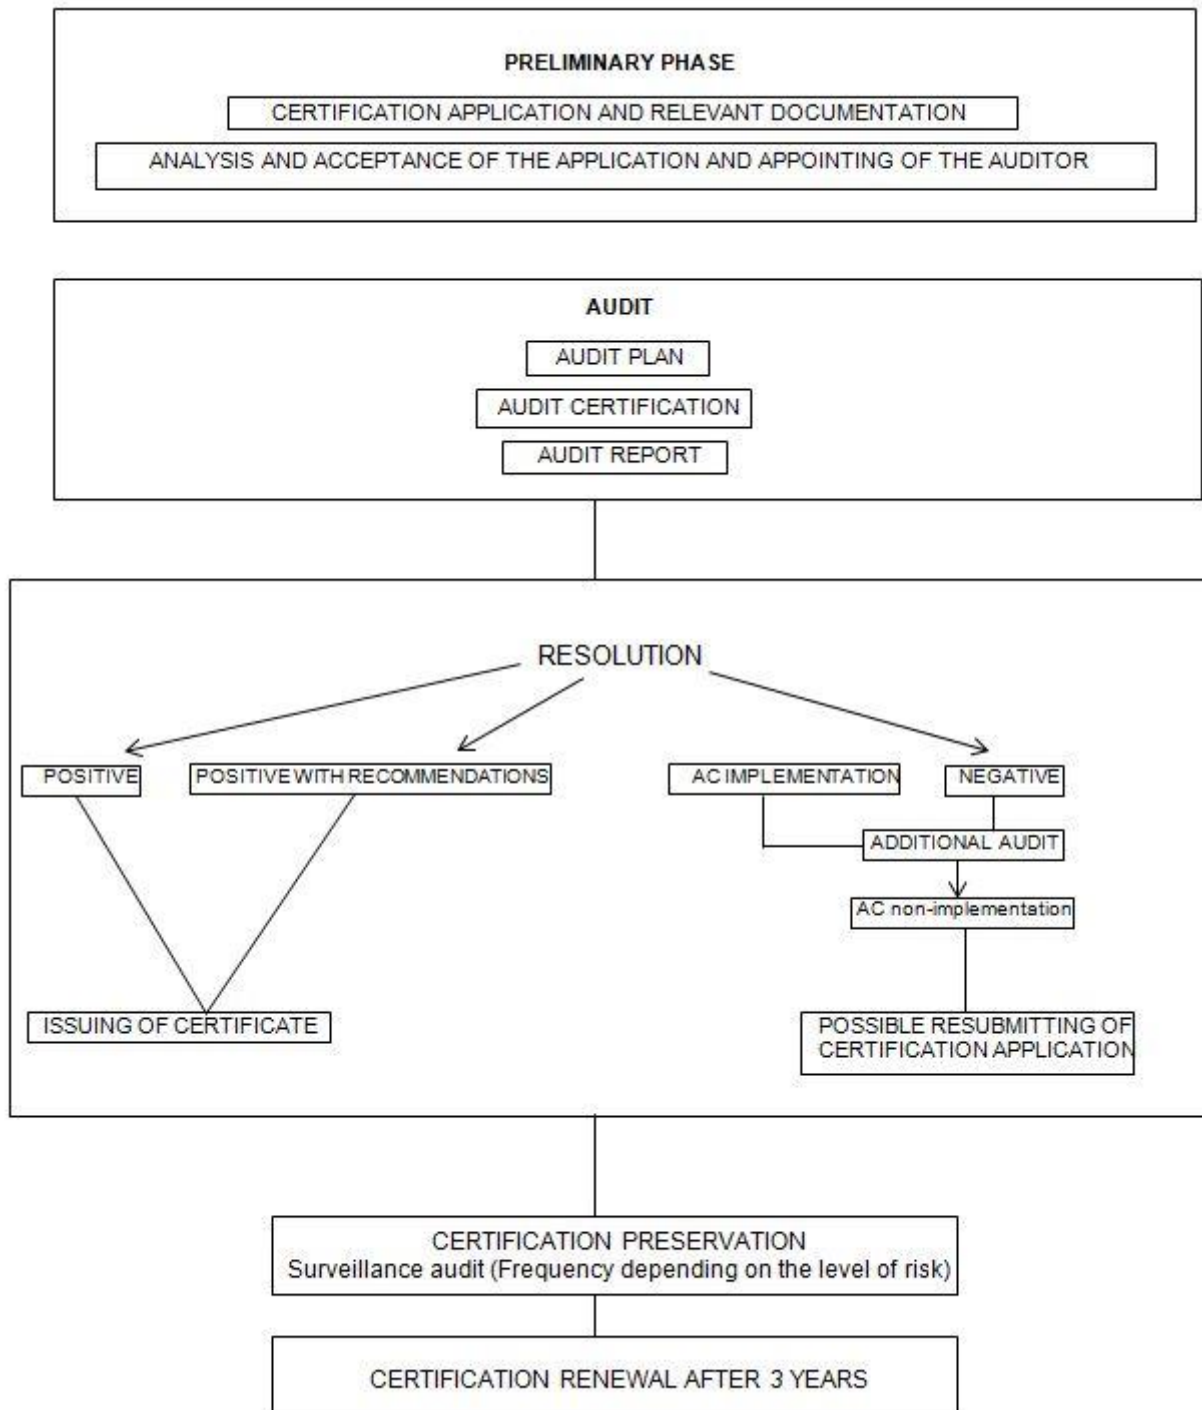 PRELIMINARY PHASE
CERTIFICATION APPLICATION AND RELEVANT DOCUMENTATION
ANALYSIS AND ACCEPTANCE OF THE APPLICATION AND APPOINTING OF THE AUDITOR
AUDIT
AUDIT PLAN
AUDIT CERTIFICATION
AUDIT REPORT
RESOLUTION
POSITIVE
POSITIVE WITH RECOMMENDATIONS
AC IMPLEMENTATION
NEGATIVE
ADDITIONAL AUDIT
AC non-implementation
ISSUING OF CERTIFICATE
POSSIBLE RESUBMITTING OF
CERTIFICATION APPLICATION
CERTIFICATION PRESERVATION
Surveillance audit (Frequency depending on the level of risk)
CERTIFICATION RENEWAL AFTER 3 YEARS